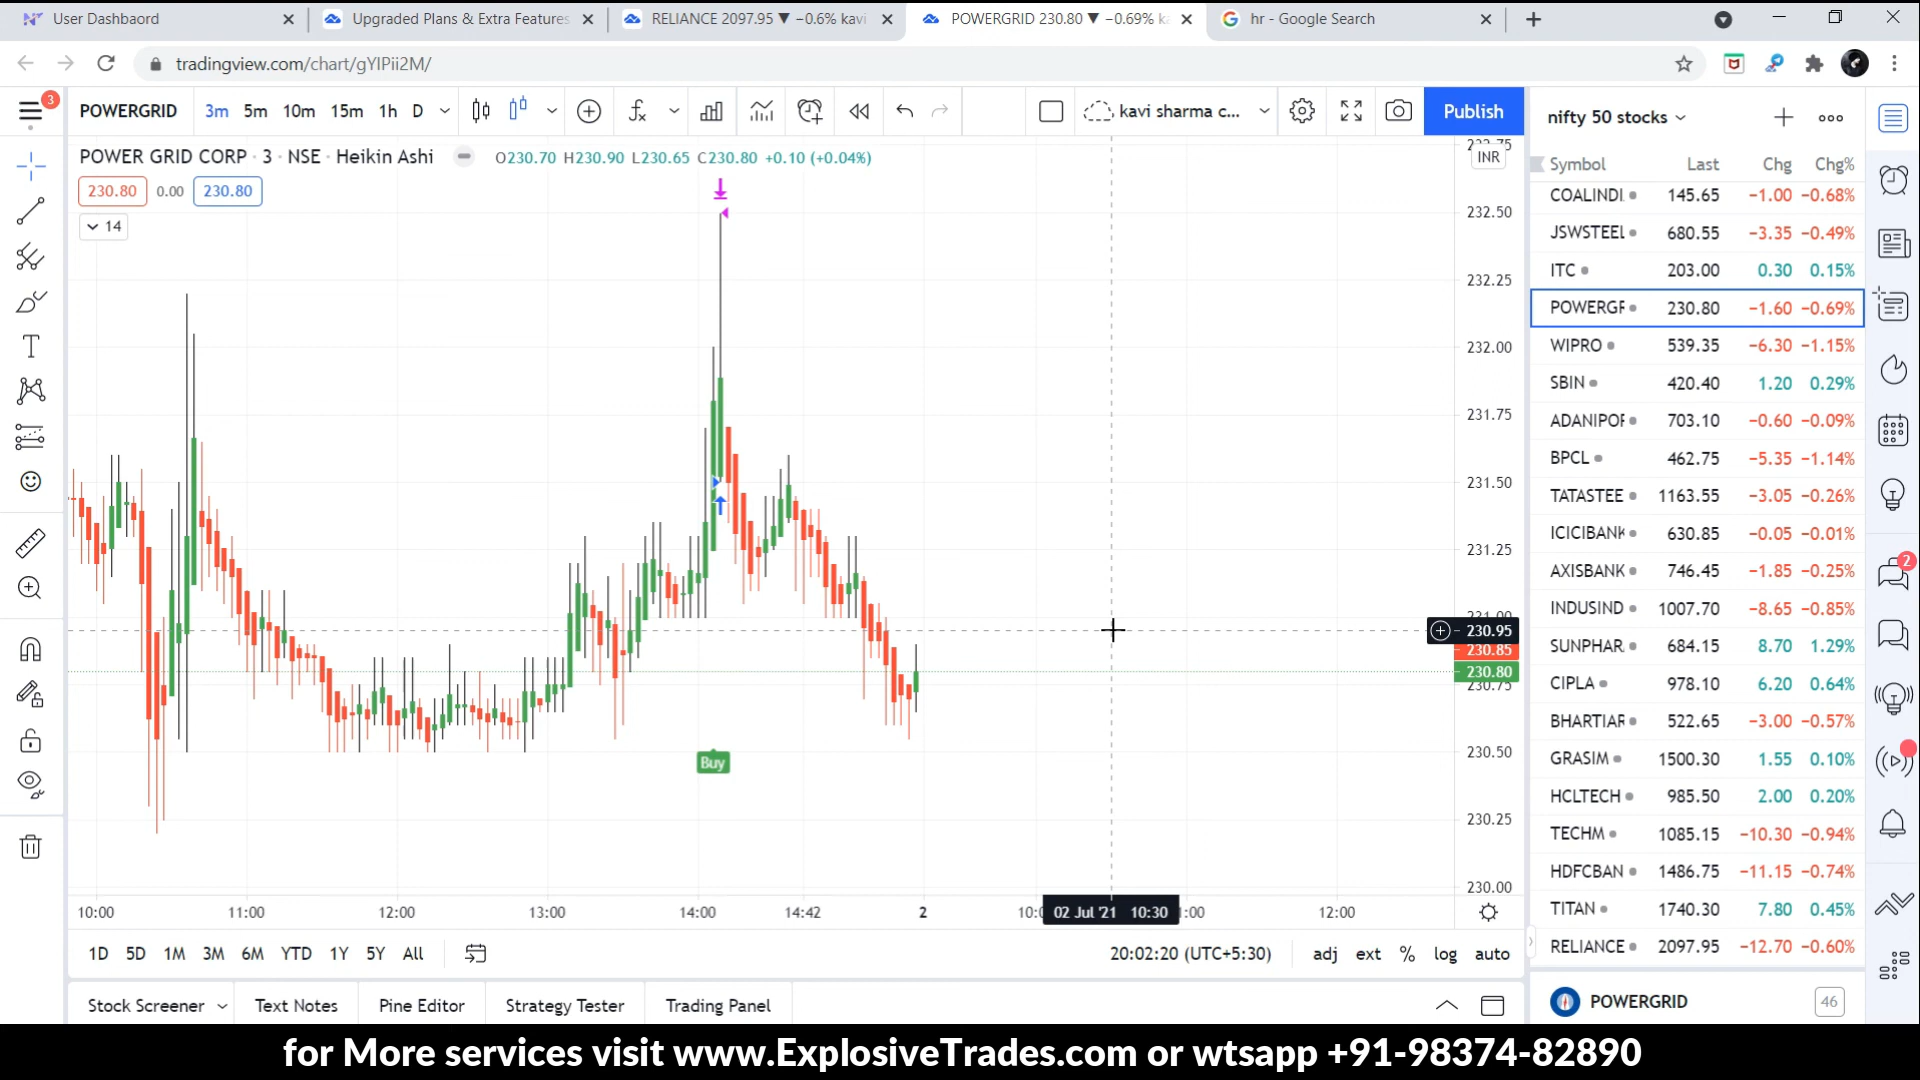 User Dashbaord
Upgraded Plans & Extra Features
RELIANCE 2097.95 ▼ −0.6% kavi
POWERGRID 230.80 ▼ −0.69% ka
hr - Google Search
tradingview.com/chart/gYlPii2M/
3
POWERGRID 3m 5m 10m 15m 1h D
kavi sharma c...
Publish
nifty 50 stocks
POWER GRID CORP · 3 · NSE · Heikin Ashi
O230.70 H230.90 L230.65 C230.80 +0.10 (+0.04%)
INR
230.80 0.00 230.80
14
232.50
232.25
232.00
231.75
231.50
231.25
231.00
230.95
230.85
230.80
230.75
230.50
230.25
230.00
Buy
10:00 11:00 12:00 13:00 14:00 14:42 2 02 Jul '21 10:30 12:00
1D 5D 1M 3M 6M YTD 1Y 5Y All
20:02:20 (UTC+5:30) adj ext % log auto
Stock Screener Text Notes Pine Editor Strategy Tester Trading Panel
Symbol Last Chg Chg%
COALINDI 145.65 −1.00 −0.68%
JSWSTEEL 680.55 −3.35 −0.49%
ITC 203.00 0.30 0.15%
POWERGF 230.80 −1.60 −0.69%
WIPRO 539.35 −6.30 −1.15%
SBIN 420.40 1.20 0.29%
ADANIPOF 703.10 −0.60 −0.09%
BPCL 462.75 −5.35 −1.14%
TATASTEE 1163.55 −3.05 −0.26%
ICICIBANK 630.85 −0.05 −0.01%
AXISBANK 746.45 −1.85 −0.25%
INDUSIND 1007.70 −8.65 −0.85%
SUNPHAR 684.15 8.70 1.29%
CIPLA 978.10 6.20 0.64%
BHARTIAF 522.65 −3.00 −0.57%
GRASIM 1500.30 1.55 0.10%
HCLTECH 985.50 2.00 0.20%
TECHM 1085.15 −10.30 −0.94%
HDFCBAN 1486.75 −11.15 −0.74%
TITAN 1740.30 7.80 0.45%
RELIANCE 2097.95 −12.70 −0.60%
POWERGRID 46
2
for More services visit www.ExplosiveTrades.com or wtsapp +91-98374-82890